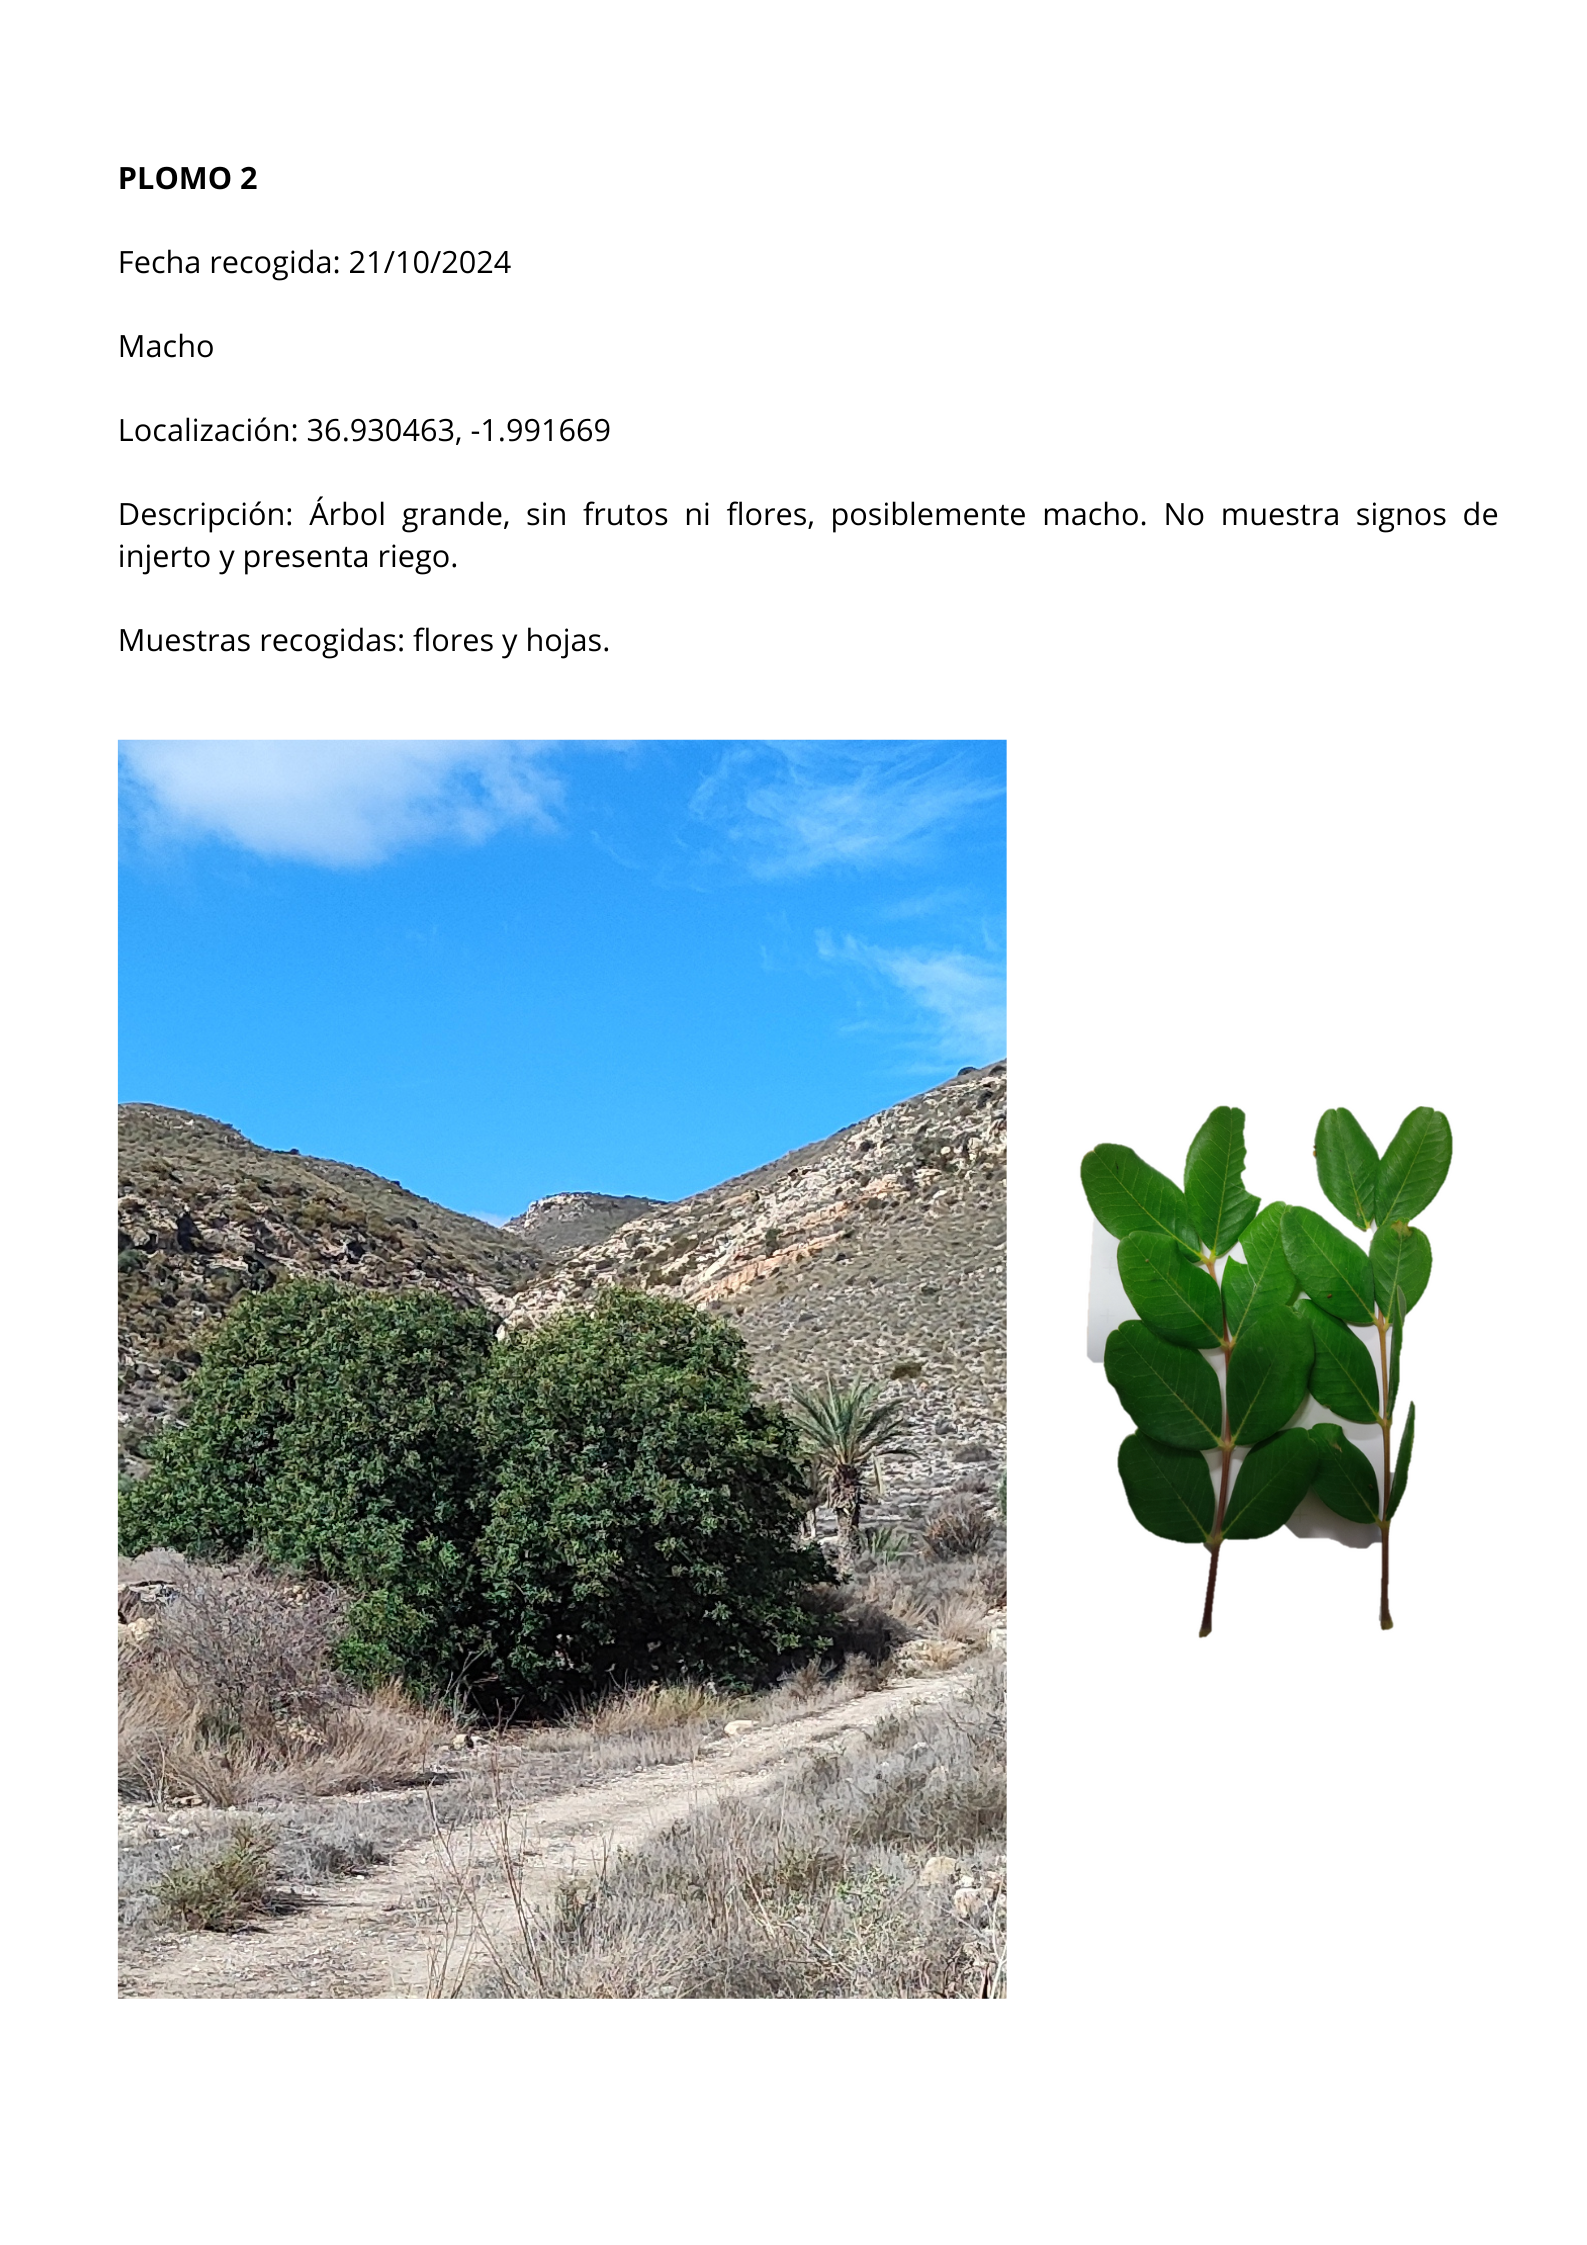 PLOMO 2
Fecha recogida: 21/10/2024
Macho
Localización: 36.930463, -1.991669
Descripción: Árbol grande, sin frutos ni flores, posiblemente macho. No muestra signos de
injerto y presenta riego.
Muestras recogidas: flores y hojas.